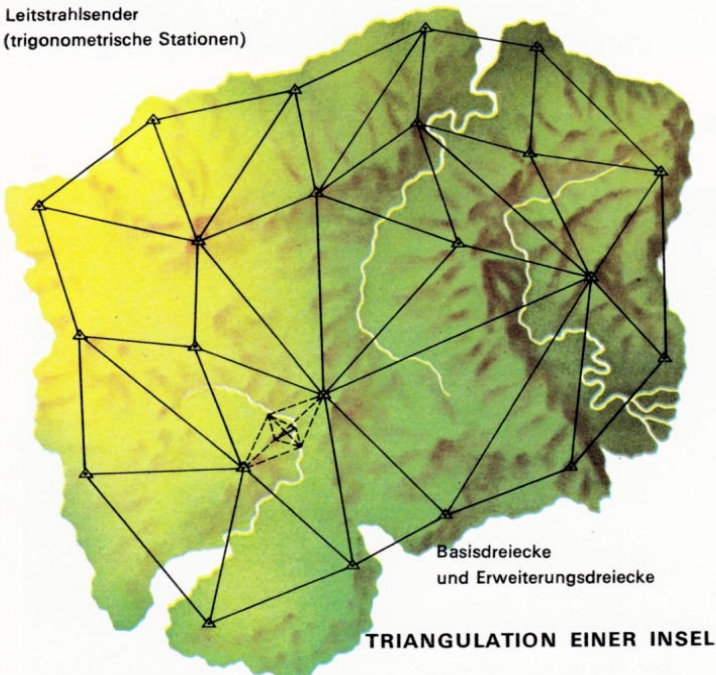 Leitstrahlsender
(trigonometrische Stationen)
Basisdreiecke
und Erweiterungsdreiecke
TRIANGULATION EINER INSEL